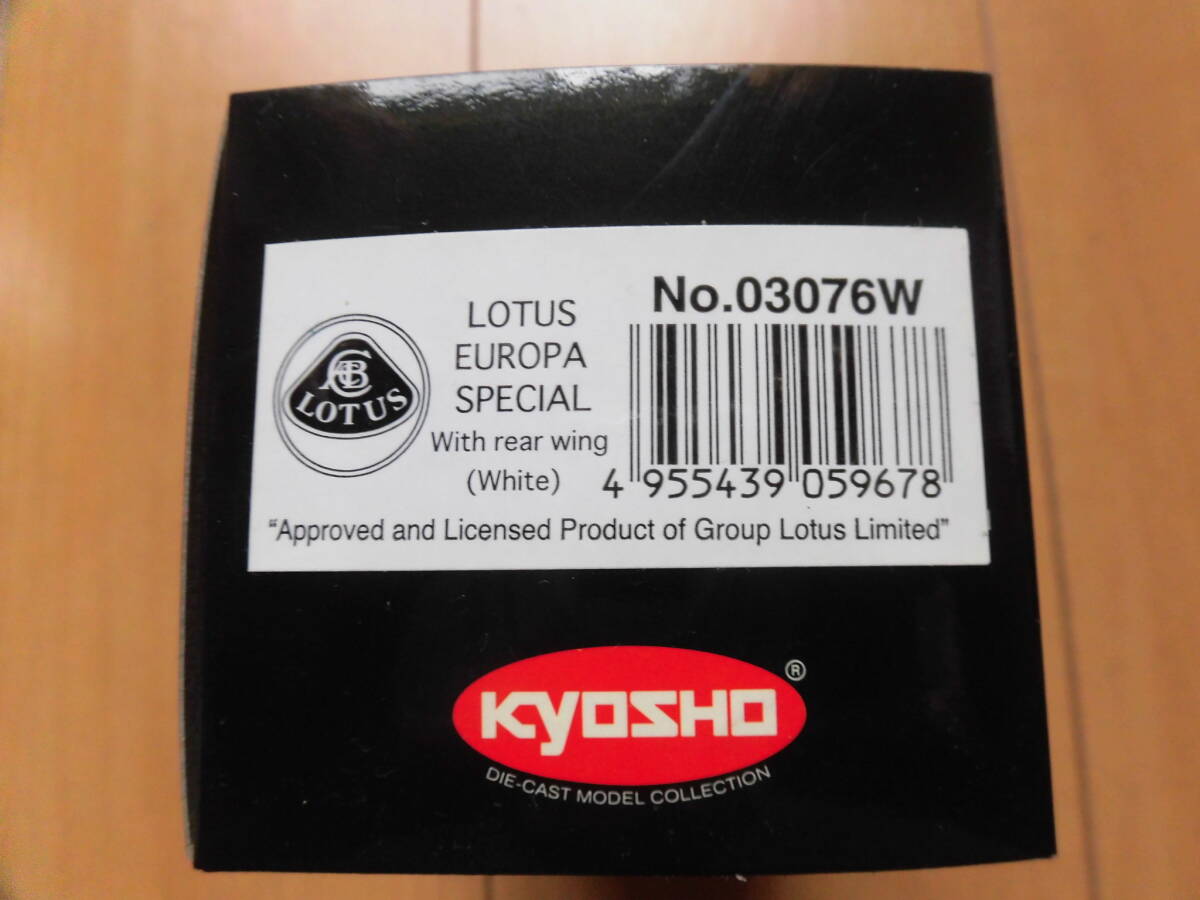 ACBC
LOTUS
LOTUS
EUROPA
SPECIAL
With rear wing
(White)
No.03076W
4 955439 059678
"Approved and Licensed Product of Group Lotus Limited"
KYOSHO®
DIE-CAST MODEL COLLECTION